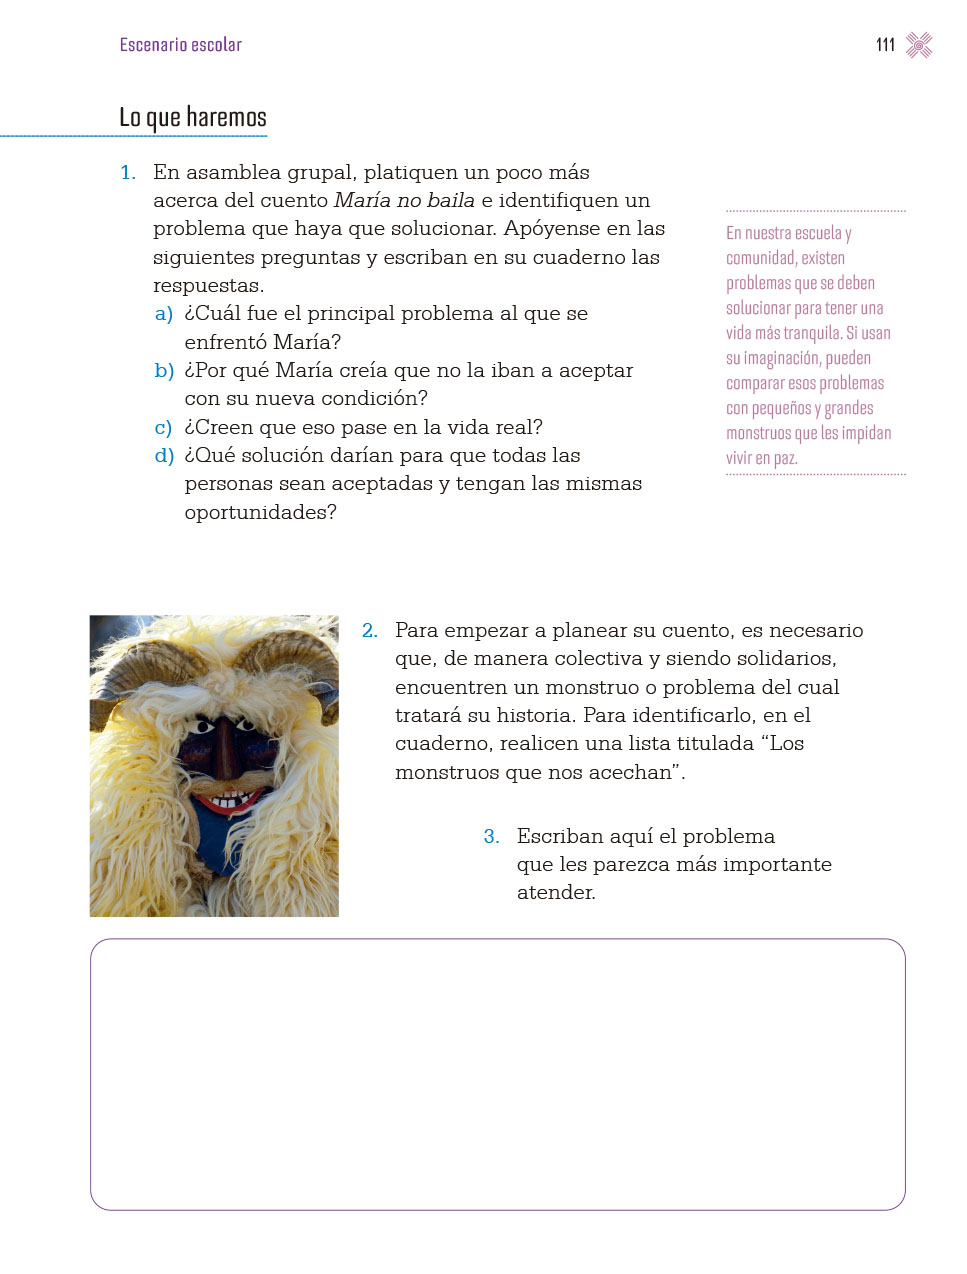 Escenario escolar
111
Lo que haremos
1. En asamblea grupal, platiquen un poco más
acerca del cuento María no baila e identifiquen un
problema que haya que solucionar. Apóyense en las
siguientes preguntas y escriban en su cuaderno las
respuestas.
a) ¿Cuál fue el principal problema al que se
enfrentó María?
b) ¿Por qué María creía que no la iban a aceptar
con su nueva condición?
c) ¿Creen que eso pase en la vida real?
d) ¿Qué solución darían para que todas las
personas sean aceptadas y tengan las mismas
oportunidades?
En nuestra escuela y
comunidad, existen
problemas que se deben
solucionar para tener una
vida más tranquila. Si usan
su imaginación, pueden
comparar esos problemas
con pequeños y grandes
monstruos que les impidan
vivir en paz.
2. Para empezar a planear su cuento, es necesario
que, de manera colectiva y siendo solidarios,
encuentren un monstruo o problema del cual
tratará su historia. Para identificarlo, en el
cuaderno, realicen una lista titulada “Los
monstruos que nos acechan”.
3. Escriban aquí el problema
que les parezca más importante
atender.